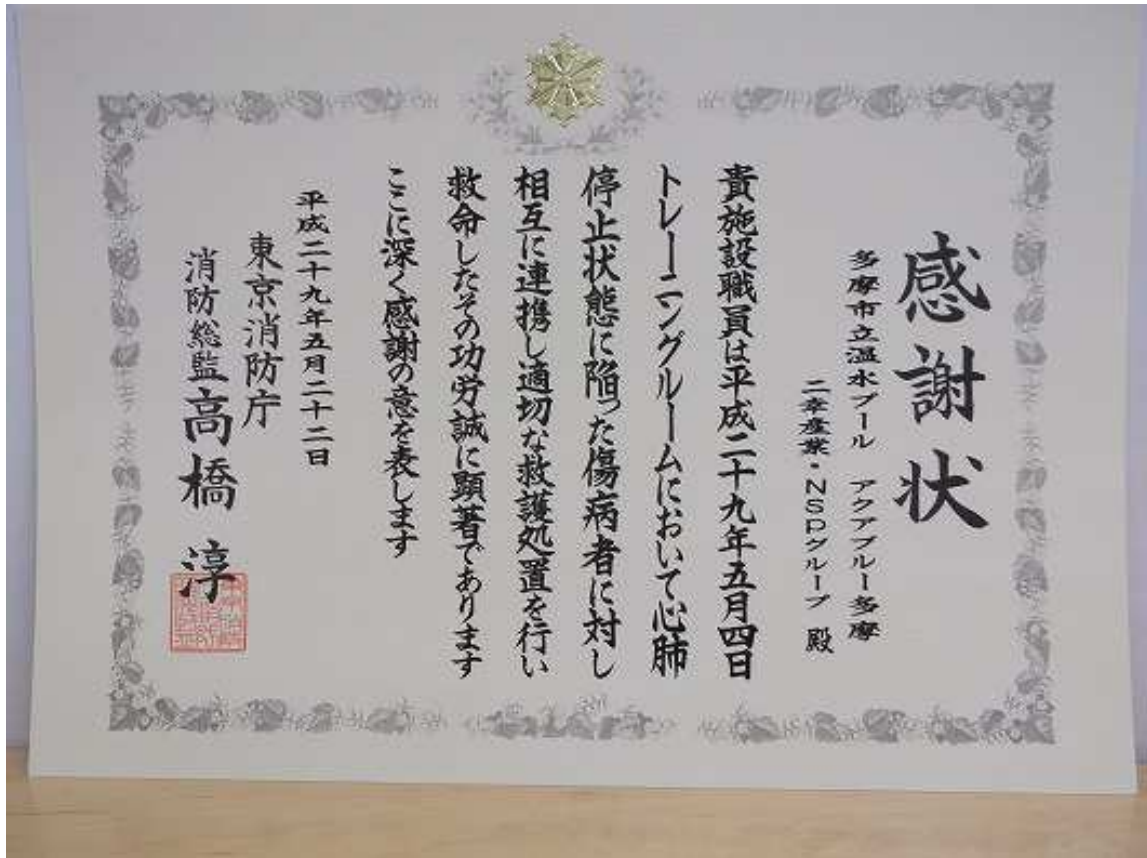 感謝状
多摩市立温水プール アクアブルー多摩
二幸産業・NSPグループ 殿
貴施設職員は平成二十九年五月四日
トレーニングルームにおいて心肺
停止状態に陥った傷病者に対し
相互に連携し適切な救護処置を行い
救命したその功労誠に顕著であります
ここに深く感謝の意を表します
平成二十九年五月二十二日
東京消防庁
消防総監 高橋 淳